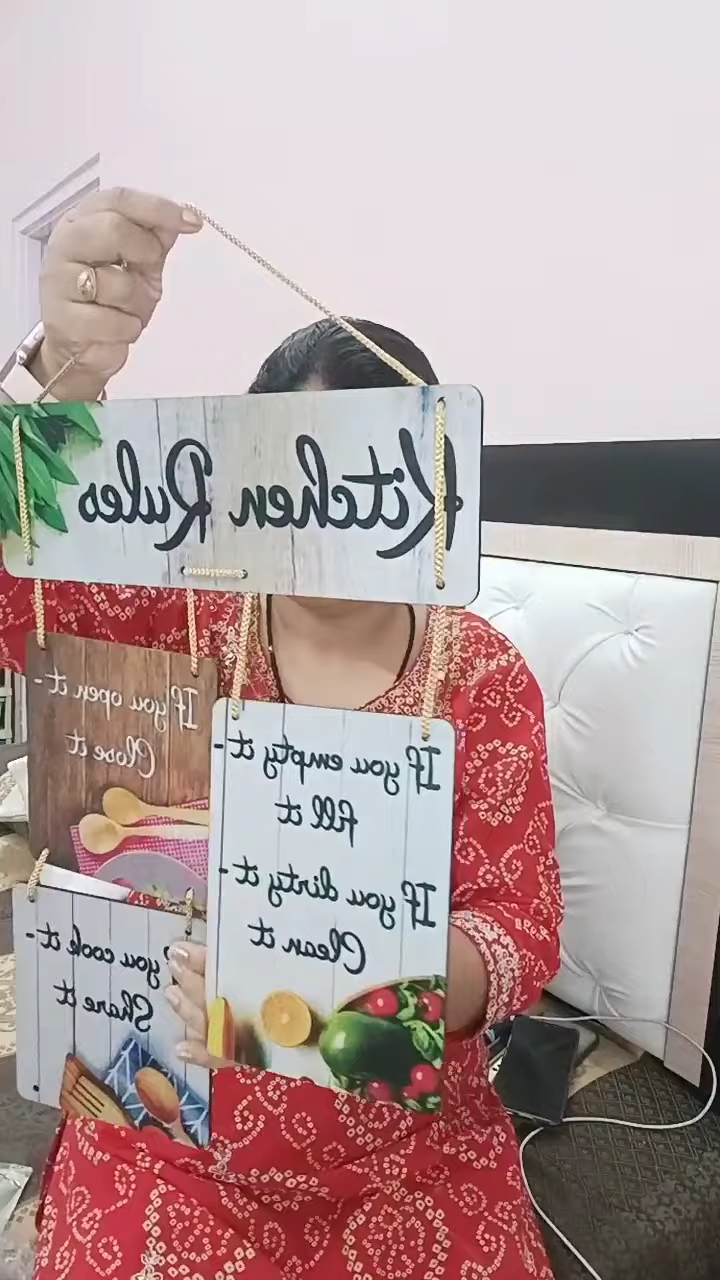 Kitchen Rules
If you open it-
Close it
If you empty it-
fill it
If you dirty it-
Clean it
you cook it-
Share it